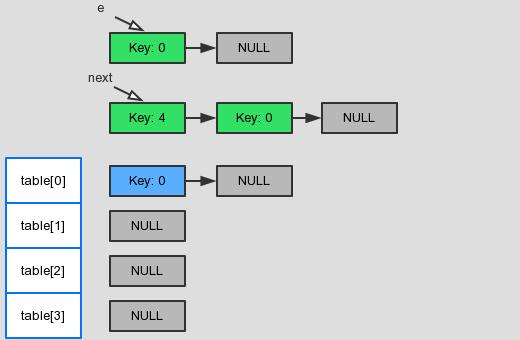 e
Key: 0 NULL
next
Key: 4 Key: 0 NULL
table[0] Key: 0 NULL
table[1] NULL
table[2] NULL
table[3] NULL